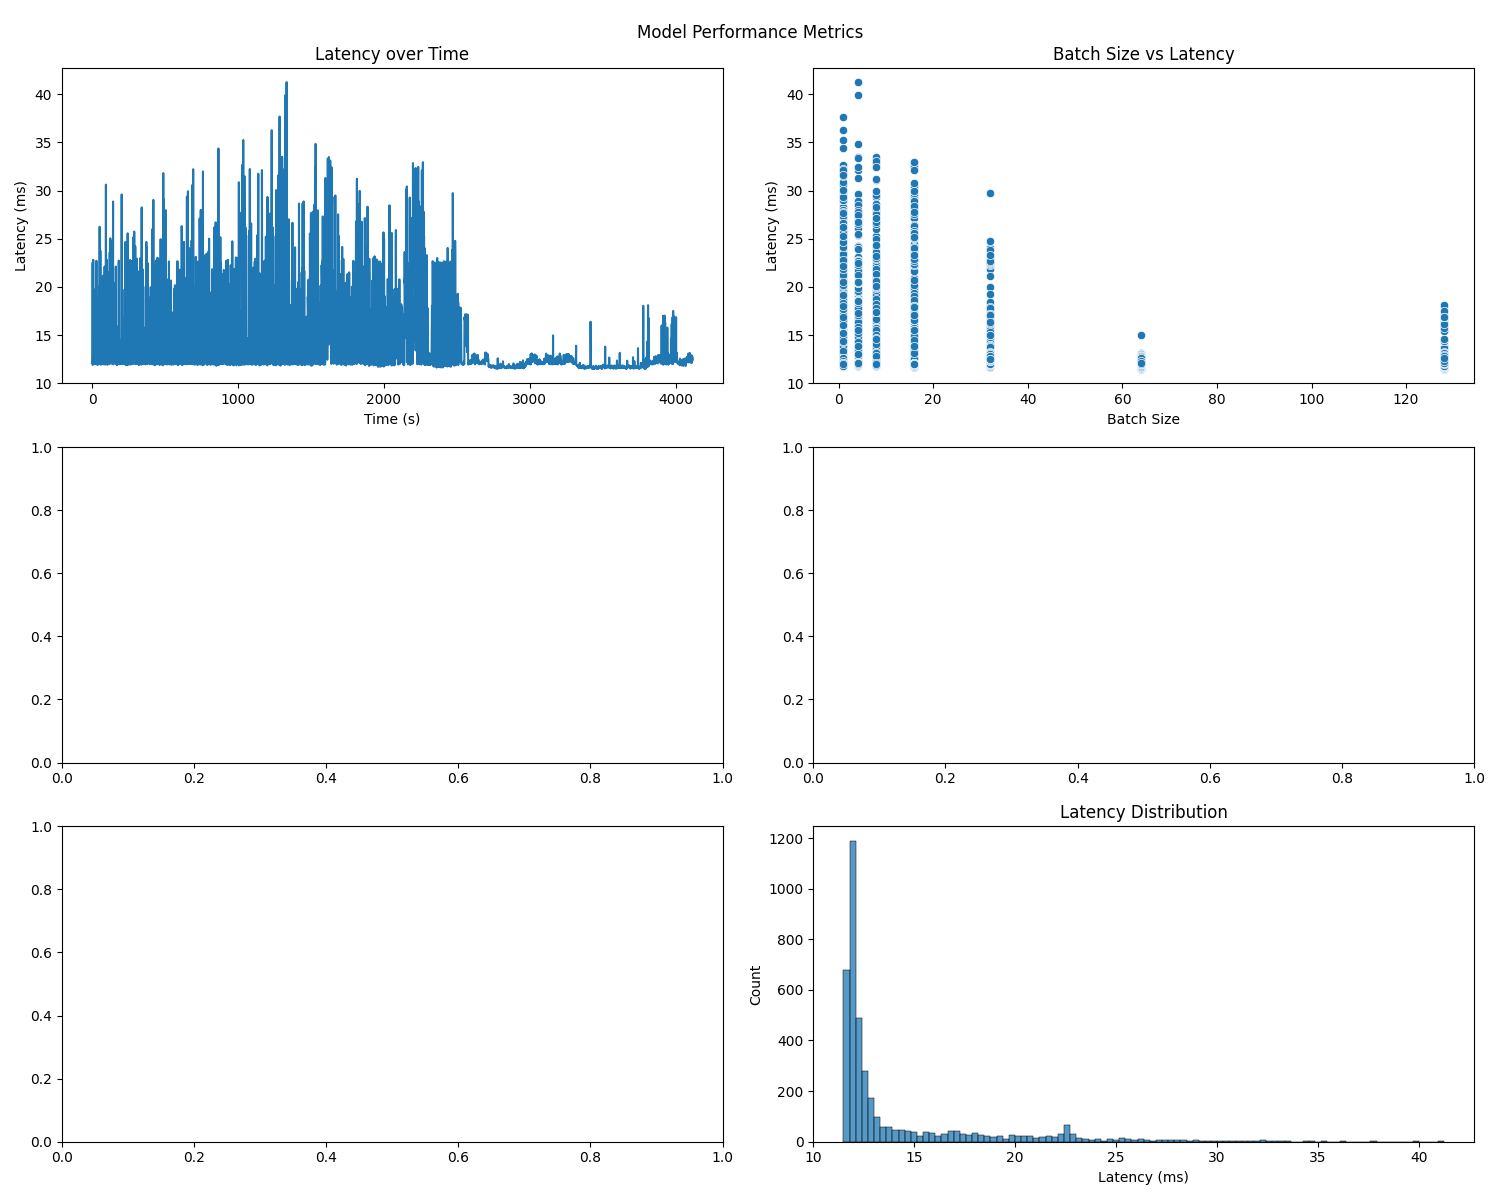 Model Performance Metrics
Latency over Time
Latency (ms)
40
35
30
25
20
15
10
0 1000 2000 3000 4000
Time (s)
Batch Size vs Latency
Latency (ms)
40
35
30
25
20
15
10
0 20 40 60 80 100 120
Batch Size
1.0
0.8
0.6
0.4
0.2
0.0
0.0 0.2 0.4 0.6 0.8 1.0
1.0
0.8
0.6
0.4
0.2
0.0
0.0 0.2 0.4 0.6 0.8 1.0
1.0
0.8
0.6
0.4
0.2
0.0
0.0 0.2 0.4 0.6 0.8 1.0
Latency Distribution
Count
1200
1000
800
600
400
200
0
10 15 20 25 30 35 40
Latency (ms)